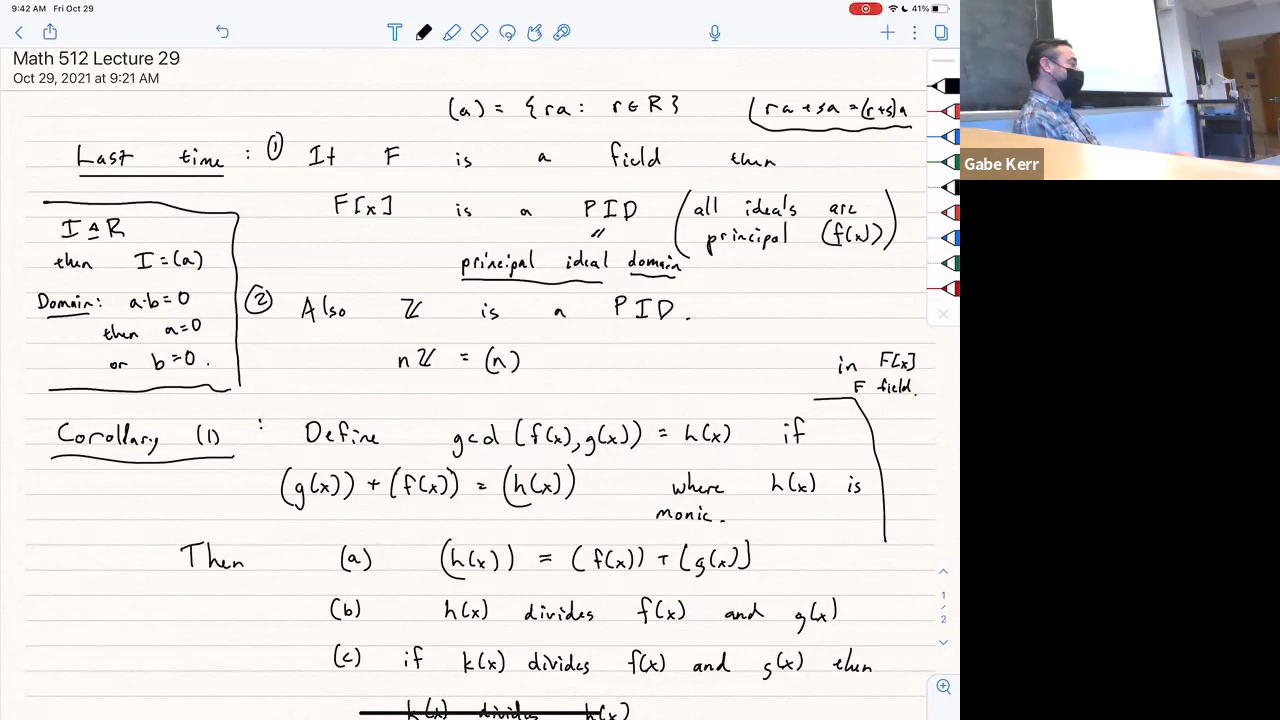 9:42 AM Fri Oct 29
41%
Math 512 Lecture 29
Oct 29, 2021 at 9:21 AM
(a) = {ra : r ∈ R}
ra + sa = (r+s)a
Last time : ① If F is a field then
F[x] is a PID
(all ideals are principal (f(x)))
principal ideal domain
I ⊴ R
then I = (a)
Domain: a·b=0
then a=0
or b=0.
② Also ℤ is a PID.
nℤ = (n)
in F[x]
F field.
Corollary (1) : Define gcd (f(x), g(x)) = h(x) if
(g(x)) + (f(x)) = (h(x)) where h(x) is
monic.
Then (a) (h(x)) = (f(x)) + (g(x))
(b) h(x) divides f(x) and g(x)
(c) if k(x) divides f(x) and g(x) then
k(x) divides h(x)
1
/
2
Gabe Kerr